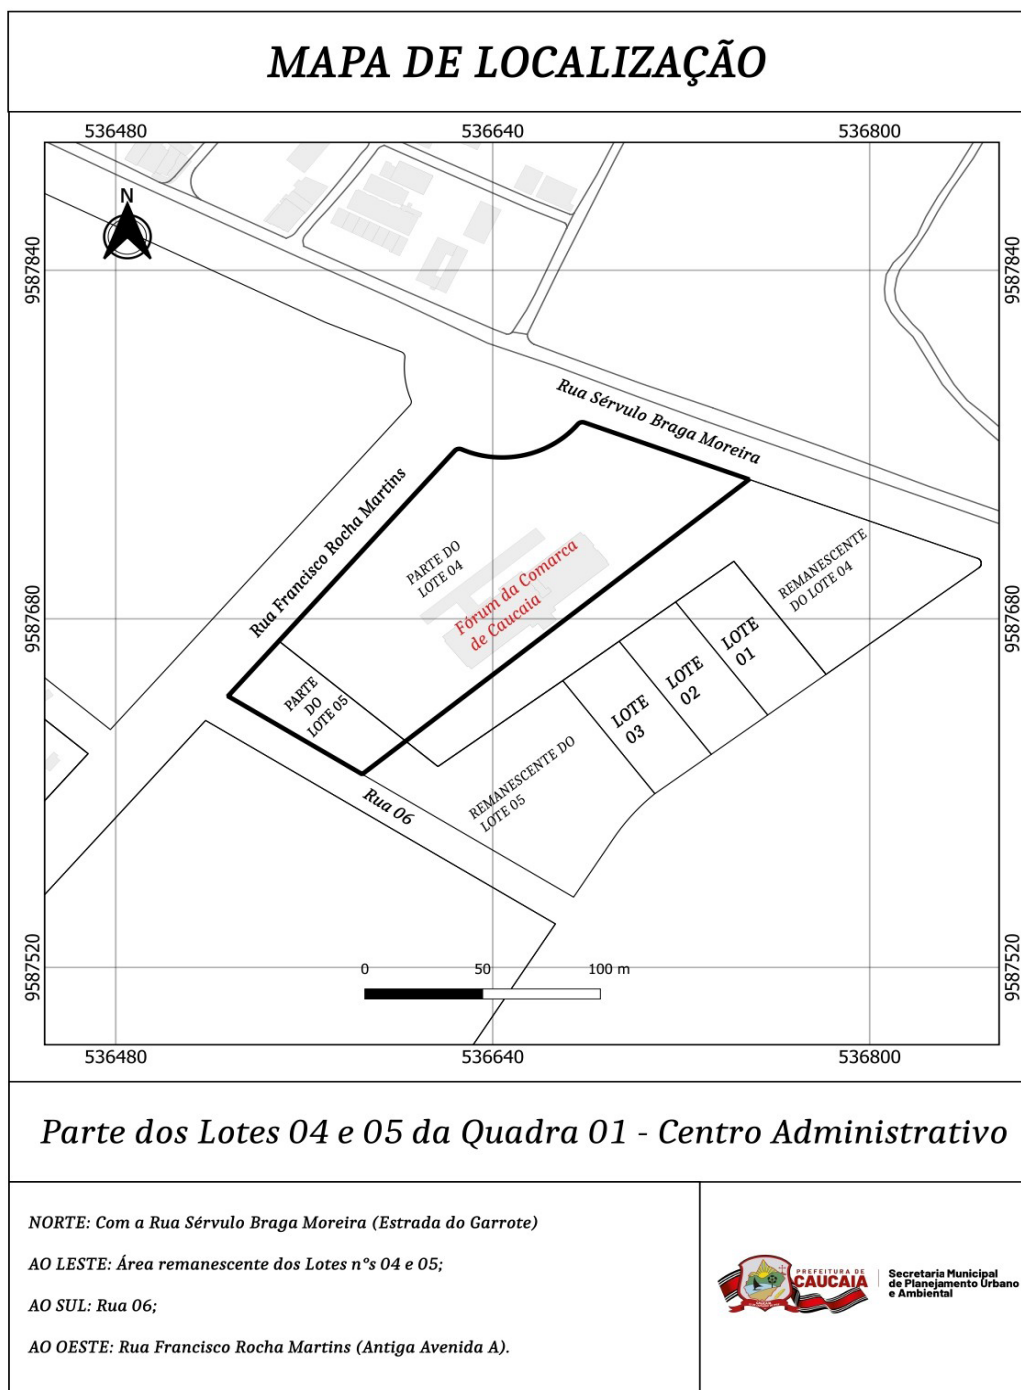 MAPA DE LOCALIZAÇÃO
536480
536640
536800
N
9587840
9587840
Rua Sérvulo Braga Moreira
Rua Francisco Rocha Martins
PARTE DO
LOTE 04
Fórum da Comarca
de Caucaia
REMANESCENTE
DO LOTE 04
9587680
9587680
LOTE
01
LOTE
02
LOTE
03
PARTE
DO
LOTE 05
REMANESCENTE DO
LOTE 05
Rua 06
9587520
9587520
0
50
100 m
536480
536640
536800
Parte dos Lotes 04 e 05 da Quadra 01 - Centro Administrativo
NORTE: Com a Rua Sérvulo Braga Moreira (Estrada do Garrote)
AO LESTE: Área remanescente dos Lotes nºs 04 e 05;
AO SUL: Rua 06;
AO OESTE: Rua Francisco Rocha Martins (Antiga Avenida A).
PREFEITURA DE
CAUCAIA
Secretaria Municipal
de Planejamento Urbano
e Ambiental